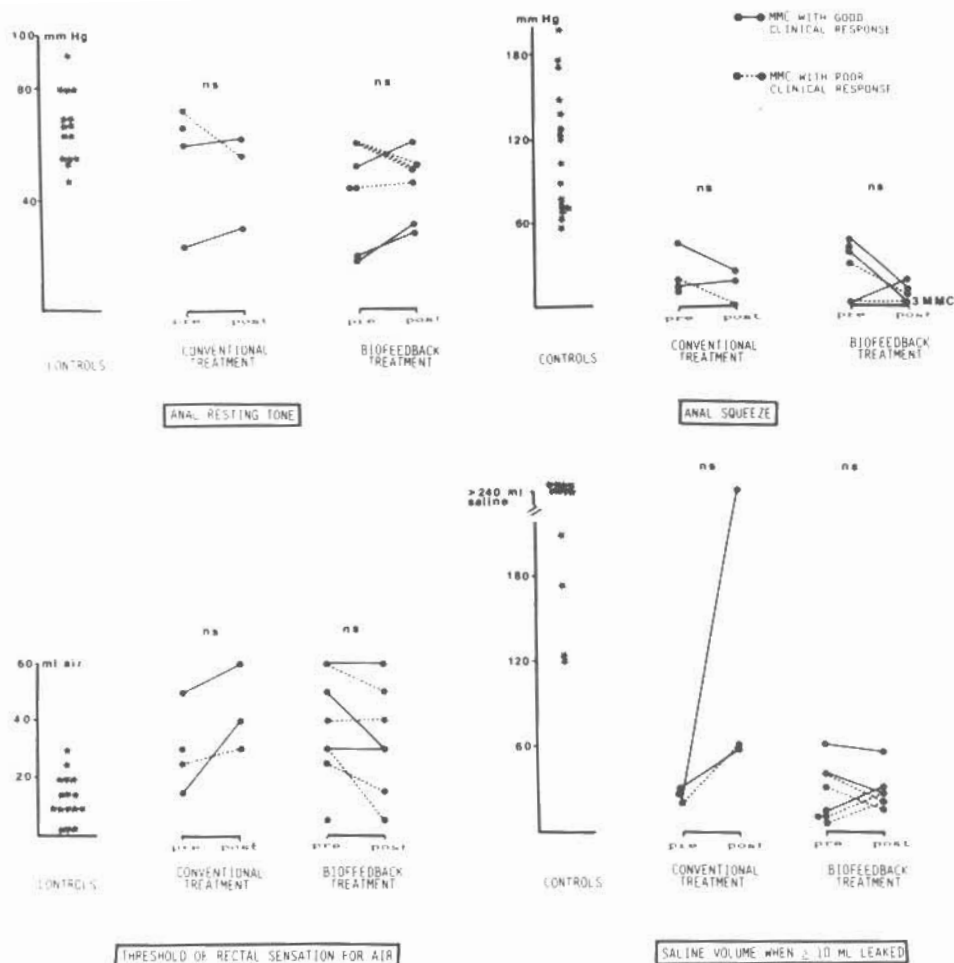 100 mm Hg
80
40
ns
ns
pre post
pre post
CONTROLS
CONVENTIONAL
TREATMENT
BIOFEEDBACK
TREATMENT
ANAL RESTING TONE
mm Hg
180
120
60
MMC WITH GOOD
CLINICAL RESPONSE
MMC WITH POOR
CLINICAL RESPONSE
ns
ns
3 MMC
pre post
pre post
CONTROLS
CONVENTIONAL
TREATMENT
BIOFEEDBACK
TREATMENT
ANAL SQUEEZE
60 ml air
40
20
ns
ns
pre post
pre post
CONTROLS
CONVENTIONAL
TREATMENT
BIOFEEDBACK
TREATMENT
THRESHOLD OF RECTAL SENSATION FOR AIR
>240 ml
saline
180
120
60
ns
ns
pre post
pre post
CONTROLS
CONVENTIONAL
TREATMENT
BIOFEEDBACK
TREATMENT
SALINE VOLUME WHEN ≥ 10 ML LEAKED